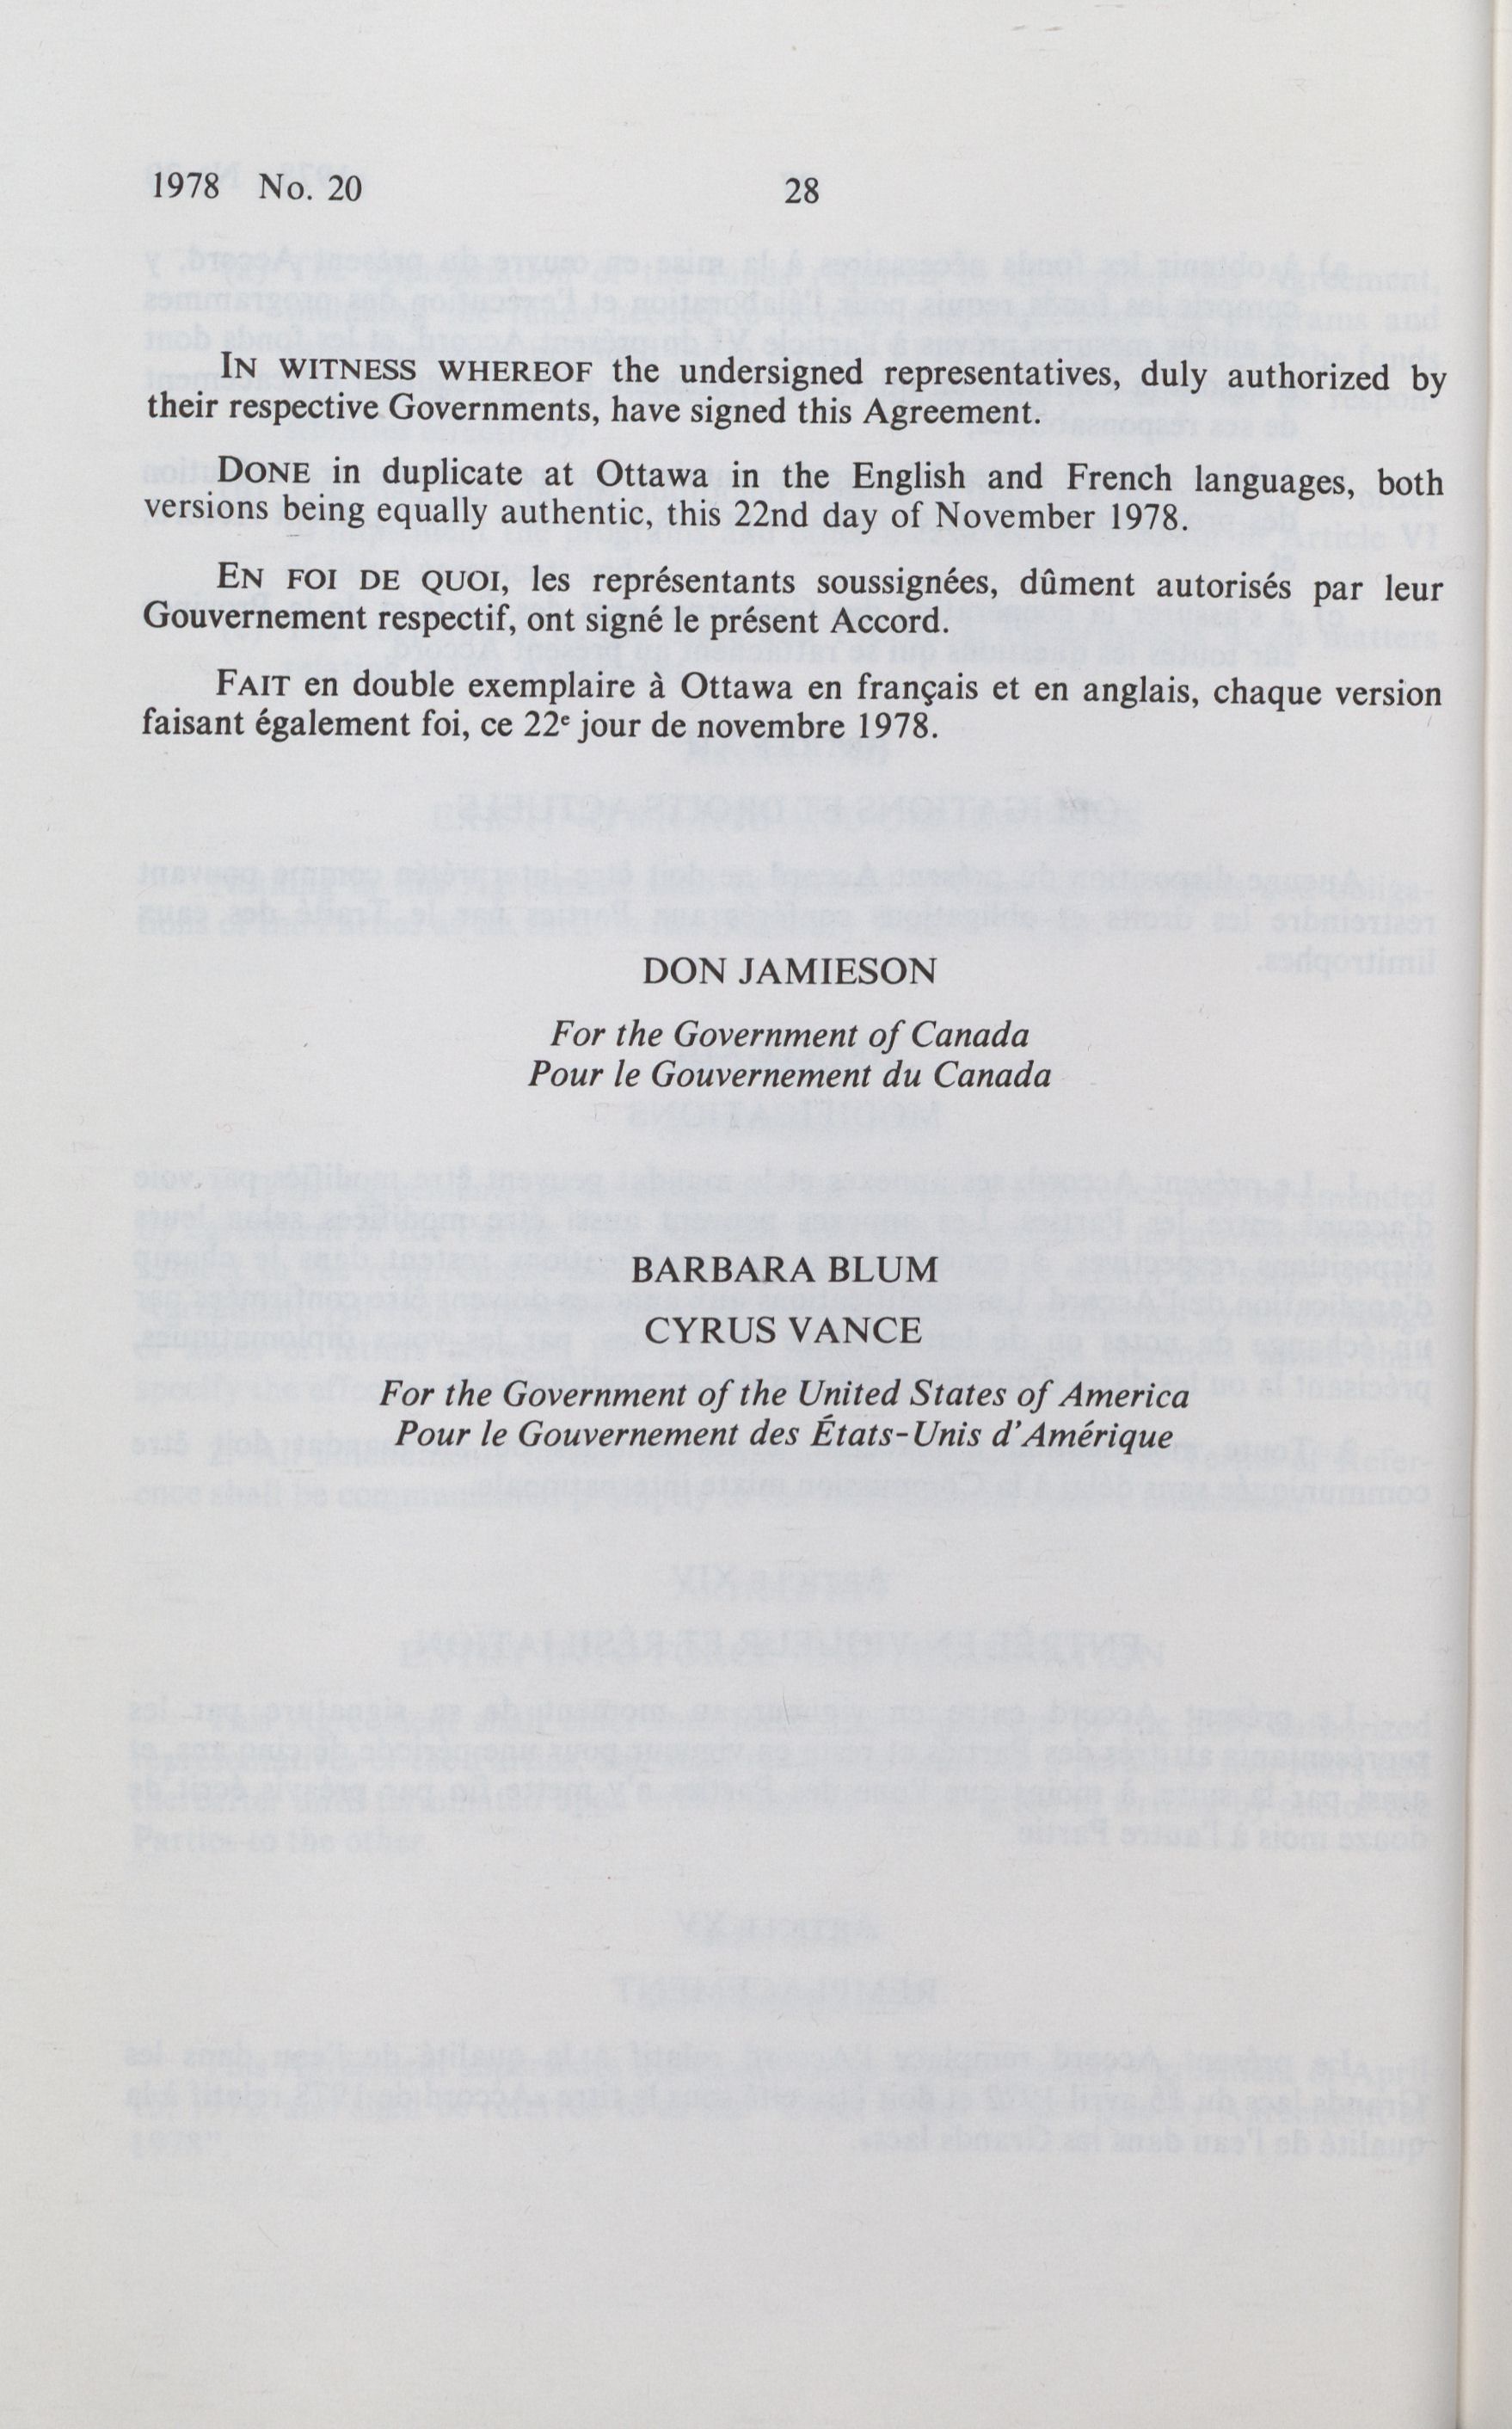 1978 No. 20
28
IN WITNESS WHEREOF the undersigned representatives, duly authorized by
their respective Governments, have signed this Agreement.
DONE in duplicate at Ottawa in the English and French languages, both
versions being equally authentic, this 22nd day of November 1978.
EN FOI DE QUOI, les représentants soussignées, dûment autorisés par leur
Gouvernement respectif, ont signé le présent Accord.
FAIT en double exemplaire à Ottawa en français et en anglais, chaque version
faisant également foi, ce 22e jour de novembre 1978.
DON JAMIESON
For the Government of Canada
Pour le Gouvernement du Canada
BARBARA BLUM
CYRUS VANCE
For the Government of the United States of America
Pour le Gouvernement des États-Unis d'Amérique